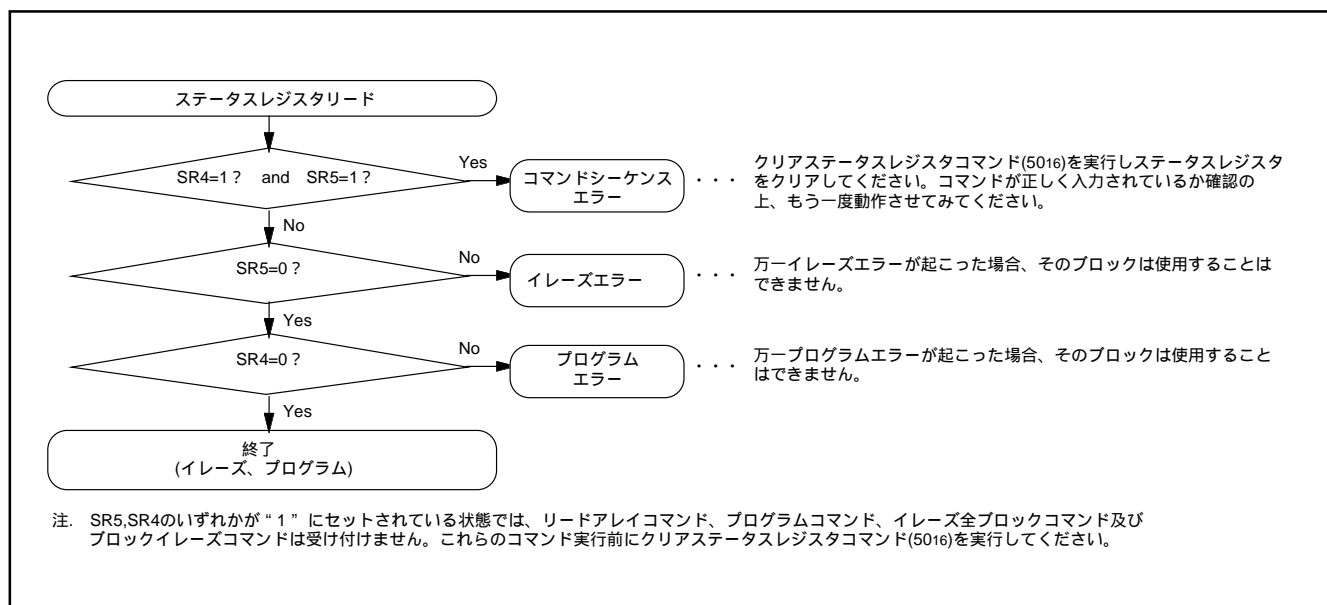 ステータスレジスタリード
SR4=1？ and SR5=1？
Yes
コマンドシーケンス
エラー
・・・
クリアステータスレジスタコマンド(5016)を実行しステータスレジスタ
をクリアしてください。コマンドが正しく入力されているか確認の
上、もう一度動作させてみてください。
No
SR5=0？
No
イレーズエラー
・・・
万一イレーズエラーが起こった場合、そのブロックは使用することは
できません。
Yes
SR4=0？
No
プログラム
エラー
・・・
万一プログラムエラーが起こった場合、そのブロックは使用すること
はできません。
Yes
終了
(イレーズ、プログラム)
注. SR5,SR4のいずれかが“1”にセットされている状態では、リードアレイコマンド、プログラムコマンド、イレーズ全ブロックコマンド及び
ブロックイレーズコマンドは受け付けません。これらのコマンド実行前にクリアステータスレジスタコマンド(5016)を実行してください。